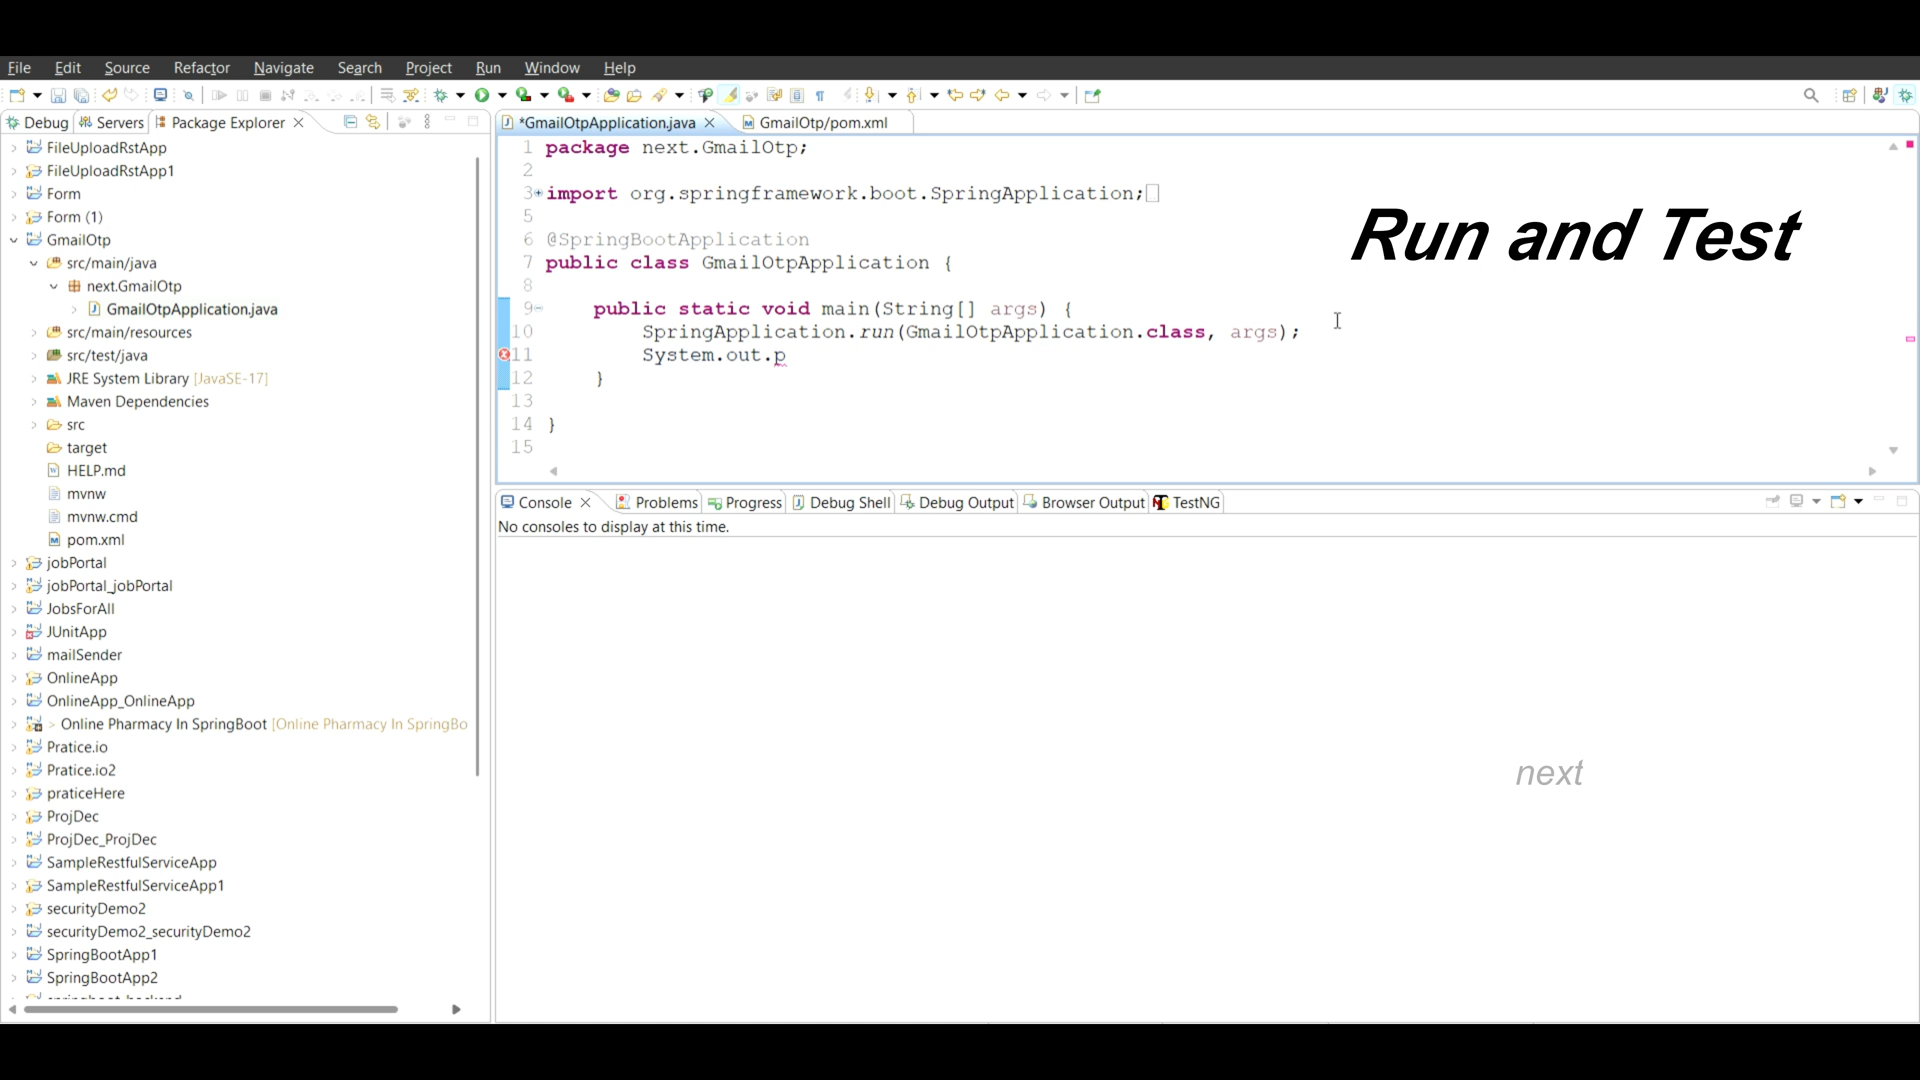 File Edit Source Refactor Navigate Search Project Run Window Help
Debug Servers Package Explorer
*GmailOtpApplication.java GmailOtp/pom.xml
FileUploadRstApp
FileUploadRstApp1
Form
Form (1)
GmailOtp
src/main/java
next.GmailOtp
GmailOtpApplication.java
src/main/resources
src/test/java
JRE System Library [JavaSE-17]
Maven Dependencies
src
target
HELP.md
mvnw
mvnw.cmd
pom.xml
jobPortal
jobPortal_jobPortal
JobsForAll
JUnitApp
mailSender
OnlineApp
OnlineApp_OnlineApp
> Online Pharmacy In SpringBoot [Online Pharmacy In SpringBo
Pratice.io
Pratice.io2
praticeHere
ProjDec
ProjDec_ProjDec
SampleRestfulServiceApp
SampleRestfulServiceApp1
securityDemo2
securityDemo2_securityDemo2
SpringBootApp1
SpringBootApp2
1 package next.GmailOtp;
2
3 import org.springframework.boot.SpringApplication;
5
6 @SpringBootApplication
7 public class GmailOtpApplication {
8
9 public static void main(String[] args) {
10 SpringApplication.run(GmailOtpApplication.class, args);
11 System.out.p
12 }
13
14 }
15
Run and Test
Console Problems Progress Debug Shell Debug Output Browser Output TestNG
No consoles to display at this time.
next